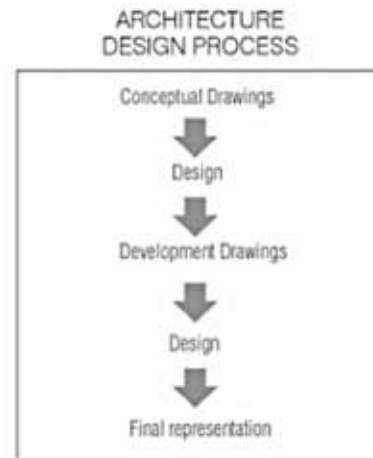 ARCHITECTURE
DESIGN PROCESS
Conceptual Drawings
Design
Development Drawings
Design
Final representation